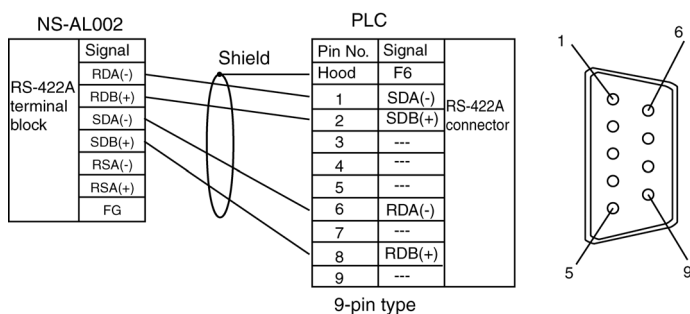 NS-AL002
Signal
RS-422A
terminal
block
RDA(-)
RDB(+)
SDA(-)
SDB(+)
RSA(-)
RSA(+)
FG
Shield
PLC
Pin No. Signal
Hood F6
1 SDA(-)
2 SDB(+)
3 ---
4 ---
5 ---
6 RDA(-)
7 ---
8 RDB(+)
9 ---
RS-422A
connector
9-pin type
1
6
5
9